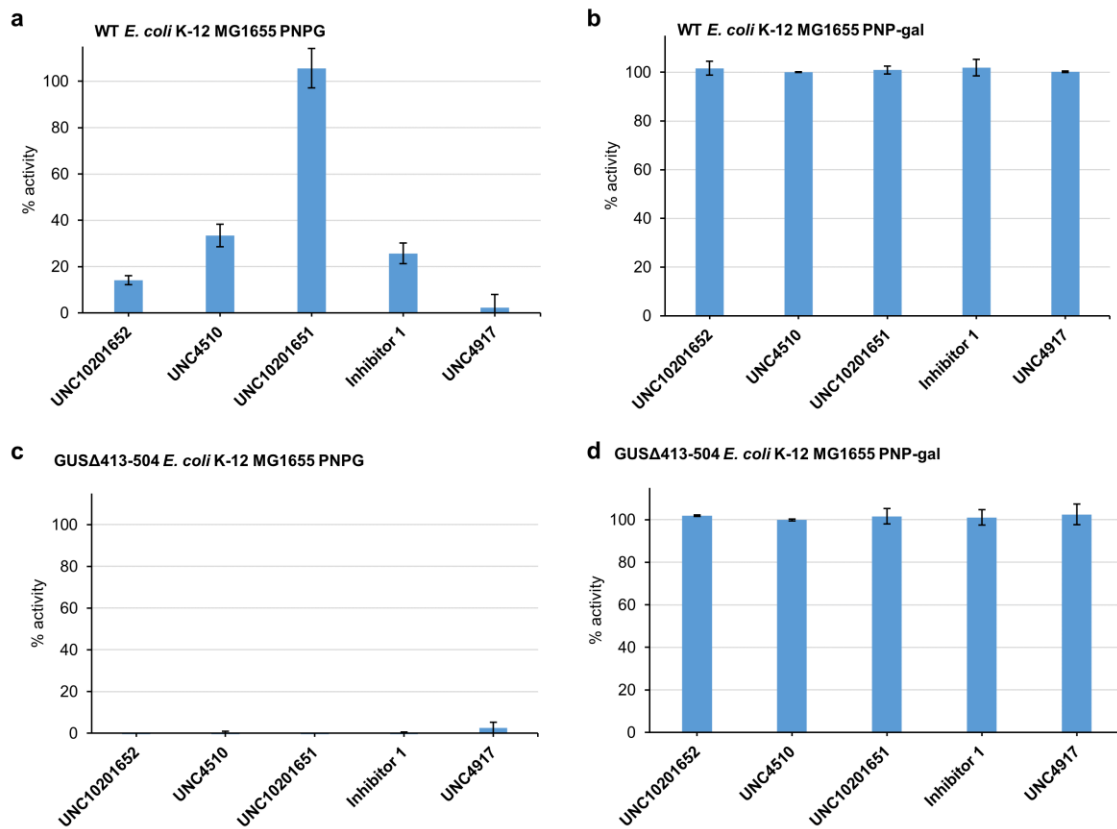 a
WT E. coli K-12 MG1655 PNPG
% activity
100
80
60
40
20
0
UNC10201652
UNC4510
UNC10201651
Inhibitor 1
UNC4917
b
WT E. coli K-12 MG1655 PNP-gal
% activity
100
80
60
40
20
0
UNC10201652
UNC4510
UNC10201651
Inhibitor 1
UNC4917
c
GUSΔ413-504 E. coli K-12 MG1655 PNPG
% activity
100
80
60
40
20
0
UNC10201652
UNC4510
UNC10201651
Inhibitor 1
UNC4917
d
GUSΔ413-504 E. coli K-12 MG1655 PNP-gal
% activity
100
80
60
40
20
0
UNC10201652
UNC4510
UNC10201651
Inhibitor 1
UNC4917